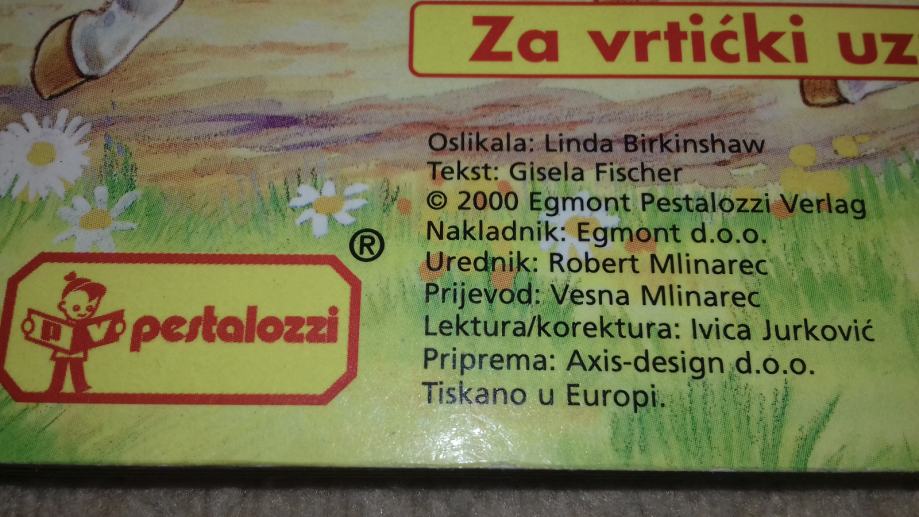 Za vrtićki uz
Oslikala: Linda Birkinshaw
Tekst: Gisela Fischer
© 2000 Egmont Pestalozzi Verlag
Nakladnik: Egmont d.o.o.
Urednik: Robert Mlinarec
Prijevod: Vesna Mlinarec
Lektura/korektura: Ivica Jurković
Priprema: Axis-design d.o.o.
Tiskano u Europi.
®
pestalozzi